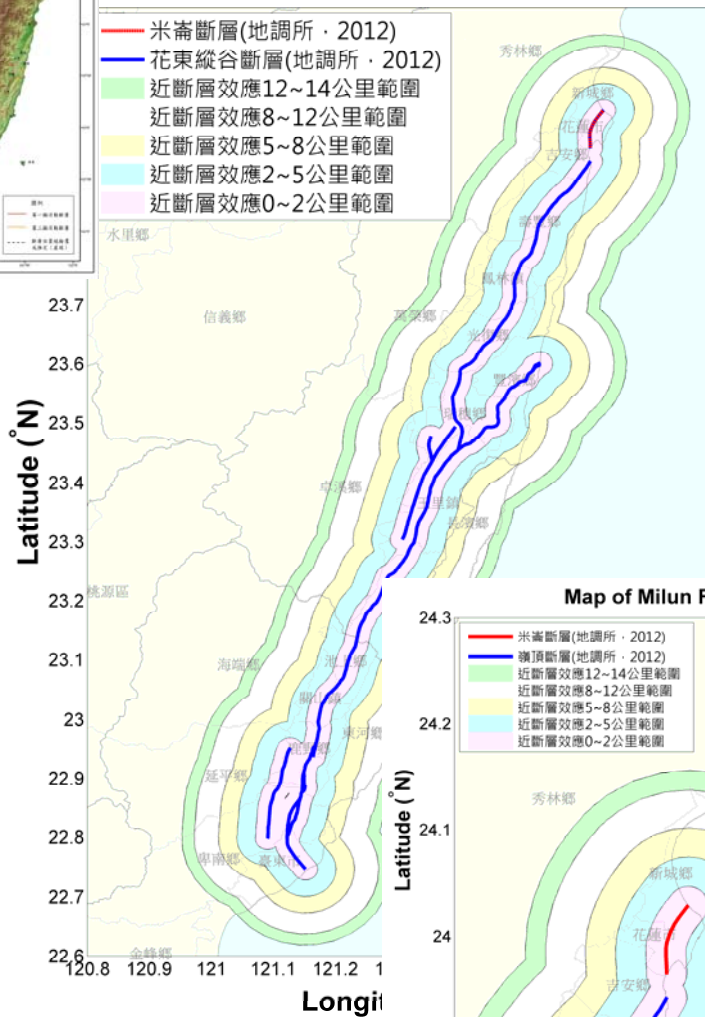 米崙斷層(地調所，2012)
花東縱谷斷層(地調所，2012)
近斷層效應12~14公里範圍
近斷層效應8~12公里範圍
近斷層效應5~8公里範圍
近斷層效應2~5公里範圍
近斷層效應0~2公里範圍
秀林鄉
新城鄉
花蓮市
吉安鄉
壽豐鄉
水里鄉
鳳林鎮
信義鄉
萬榮鄉
光復鄉
豐濱鄉
瑞穗鄉
卓溪鄉
玉里鎮
長濱鄉
桃源區
海端鄉
池上鄉
關山鎮
東河鄉
鹿野鄉
延平鄉
卑南鄉
臺東市
金峰鄉
23.7
23.6
23.5
23.4
23.3
23.2
23.1
23
22.9
22.8
22.7
22.6
Latitude (°N)
120.8 120.9 121 121.1 121.2 1
Longit
Map of Milun F
24.3
24.2
24.1
24
Latitude (°N)
米崙斷層(地調所，2012)
嶺頂斷層(地調所，2012)
近斷層效應12~14公里範圍
近斷層效應8~12公里範圍
近斷層效應5~8公里範圍
近斷層效應2~5公里範圍
近斷層效應0~2公里範圍
秀林鄉
新城鄉
花蓮市
吉安鄉